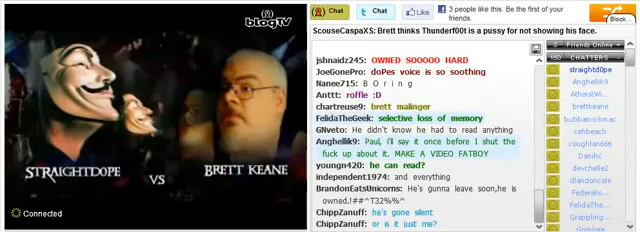 blogTV
STRAIGHTDOPE
VS
BRETT KEANE
Connected
Chat
Chat
Like
3 people like this. Be the first of your
friends.
Block...
ScouseCaspaXS: Brett thinks Thunderf00t is a pussy for not showing his face.
jshnaidz245: OWNED SOOOOO HARD
JoeGonePro: doPes voice is so soothing
Nanee715: B O r i n g
Anttt: roffle :D
chartreuse9: brett malinger
FelidaTheGeek: selective loss of memory
GNveto: He didn't know he had to read anything
Anghellik9: Paul, i'll say it once before I shut the
fuck up about it. MAKE A VIDEO FATBOY
youngn420: he can read?
independent1974: and everything
BrandonEatsUnicorns: He's gunna leave soon,he is
owned.!##^T32%%^
ChippZanuff: he's gone silent
ChippZanuff: or is it just me?
3 Friends Online
150 CHATTERS
straightd0pe
Anghellik9
AtheistWi...
brettkeane
bubbamickmac
cehbeach
coughlan666
Danihc
devchelle2
dlandoncole
Federalis...
FelidaThe...
Grappling...